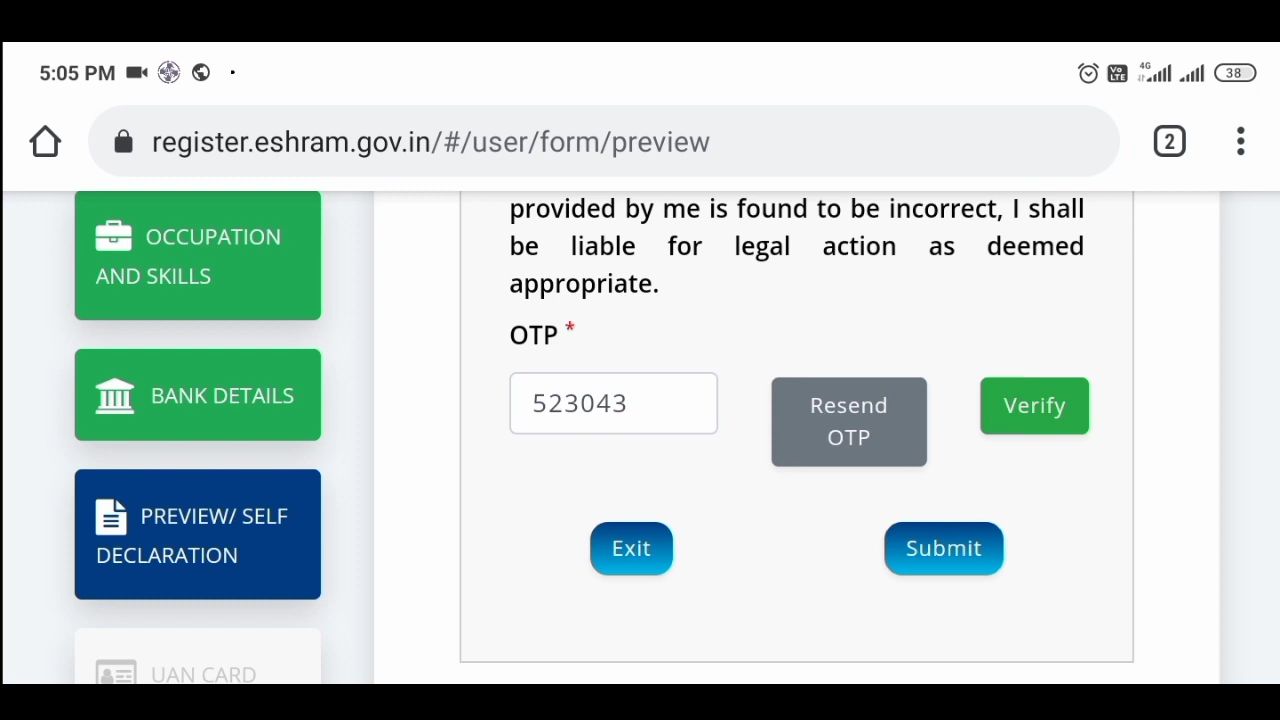 5:05 PM
4G
Vo
LTE
38
register.eshram.gov.in/#/user/form/preview
2
OCCUPATION
AND SKILLS
BANK DETAILS
PREVIEW/ SELF
DECLARATION
UAN CARD
provided by me is found to be incorrect, I shall
be liable for legal action as deemed
appropriate.
OTP *
523043
Resend
OTP
Verify
Exit
Submit